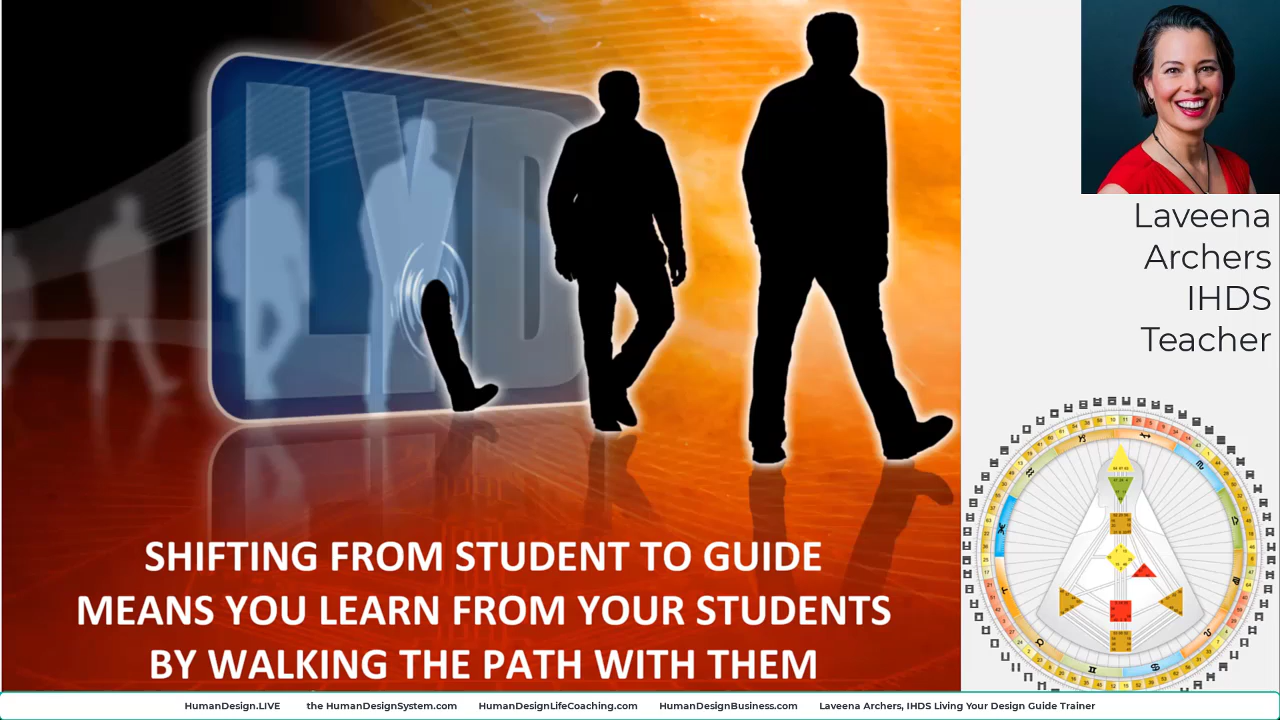 LYD
SHIFTING FROM STUDENT TO GUIDE
MEANS YOU LEARN FROM YOUR STUDENTS
BY WALKING THE PATH WITH THEM
Laveena
Archers
IHDS
Teacher
HumanDesign.LIVE the HumanDesignSystem.com HumanDesignLifeCoaching.com HumanDesignBusiness.com Laveena Archers, IHDS Living Your Design Guide Trainer